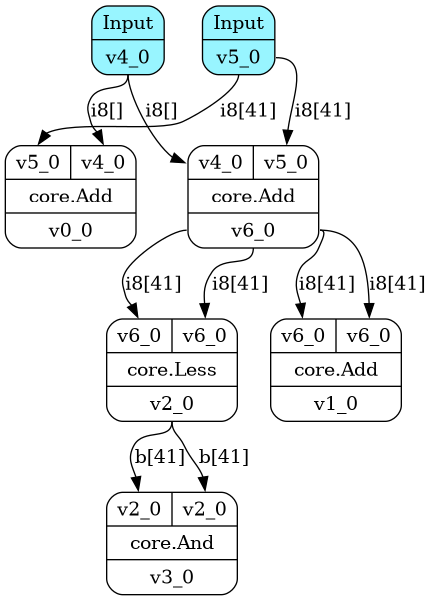 Input
v4_0
Input
v5_0
i8[]
i8[]
i8[41]
i8[41]
v5_0 v4_0
core.Add
v0_0
v4_0 v5_0
core.Add
v6_0
i8[41]
i8[41]
i8[41]
i8[41]
v6_0 v6_0
core.Less
v2_0
v6_0 v6_0
core.Add
v1_0
b[41]
b[41]
v2_0 v2_0
core.And
v3_0